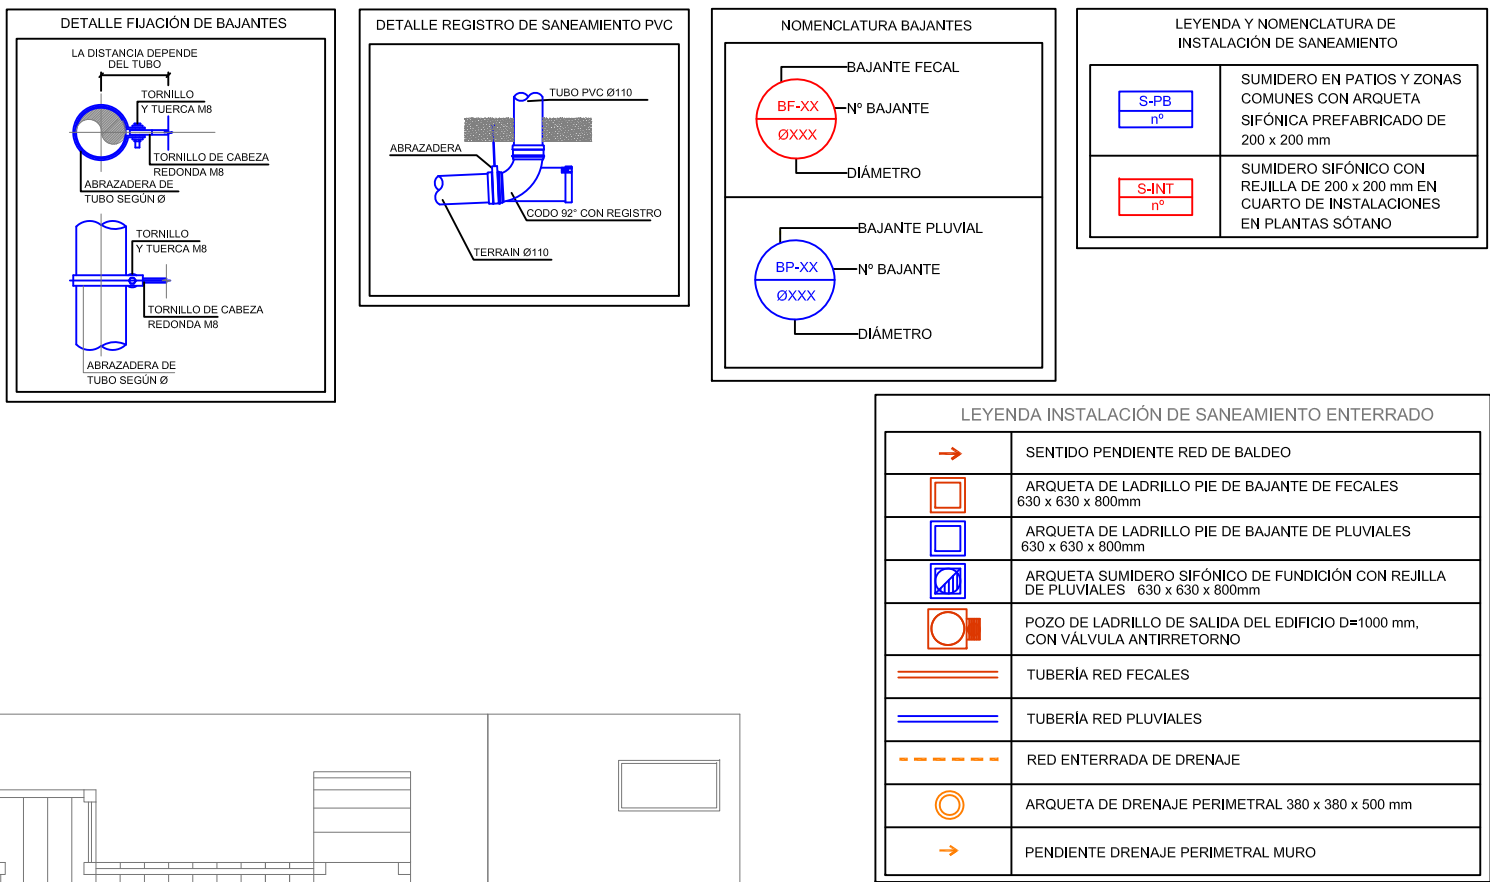 DETALLE FIJACIÓN DE BAJANTES
LA DISTANCIA DEPENDE
DEL TUBO
TORNILLO
Y TUERCA M8
TORNILLO DE CABEZA
REDONDA M8
ABRAZADERA DE
TUBO SEGÚN Ø
TORNILLO
Y TUERCA M8
TORNILLO DE CABEZA
REDONDA M8
ABRAZADERA DE
TUBO SEGÚN Ø
DETALLE REGISTRO DE SANEAMIENTO PVC
TUBO PVC Ø110
ABRAZADERA
CODO 92° CON REGISTRO
TERRAIN Ø110
NOMENCLATURA BAJANTES
BAJANTE FECAL
BF-XX
Nº BAJANTE
ØXXX
DIÁMETRO
BAJANTE PLUVIAL
BP-XX
Nº BAJANTE
ØXXX
DIÁMETRO
LEYENDA Y NOMENCLATURA DE
INSTALACIÓN DE SANEAMIENTO
S-PB
nº
SUMIDERO EN PATIOS Y ZONAS
COMUNES CON ARQUETA
SIFÓNICA PREFABRICADO DE
200 x 200 mm
S-INT
nº
SUMIDERO SIFÓNICO CON
REJILLA DE 200 x 200 mm EN
CUARTO DE INSTALACIONES
EN PLANTAS SÓTANO
LEYENDA INSTALACIÓN DE SANEAMIENTO ENTERRADO
SENTIDO PENDIENTE RED DE BALDEO
ARQUETA DE LADRILLO PIE DE BAJANTE DE FECALES
630 x 630 x 800mm
ARQUETA DE LADRILLO PIE DE BAJANTE DE PLUVIALES
630 x 630 x 800mm
ARQUETA SUMIDERO SIFÓNICO DE FUNDICIÓN CON REJILLA
DE PLUVIALES 630 x 630 x 800mm
POZO DE LADRILLO DE SALIDA DEL EDIFICIO D=1000 mm,
CON VÁLVULA ANTIRRETORNO
TUBERÍA RED FECALES
TUBERÍA RED PLUVIALES
RED ENTERRADA DE DRENAJE
ARQUETA DE DRENAJE PERIMETRAL 380 x 380 x 500 mm
PENDIENTE DRENAJE PERIMETRAL MURO